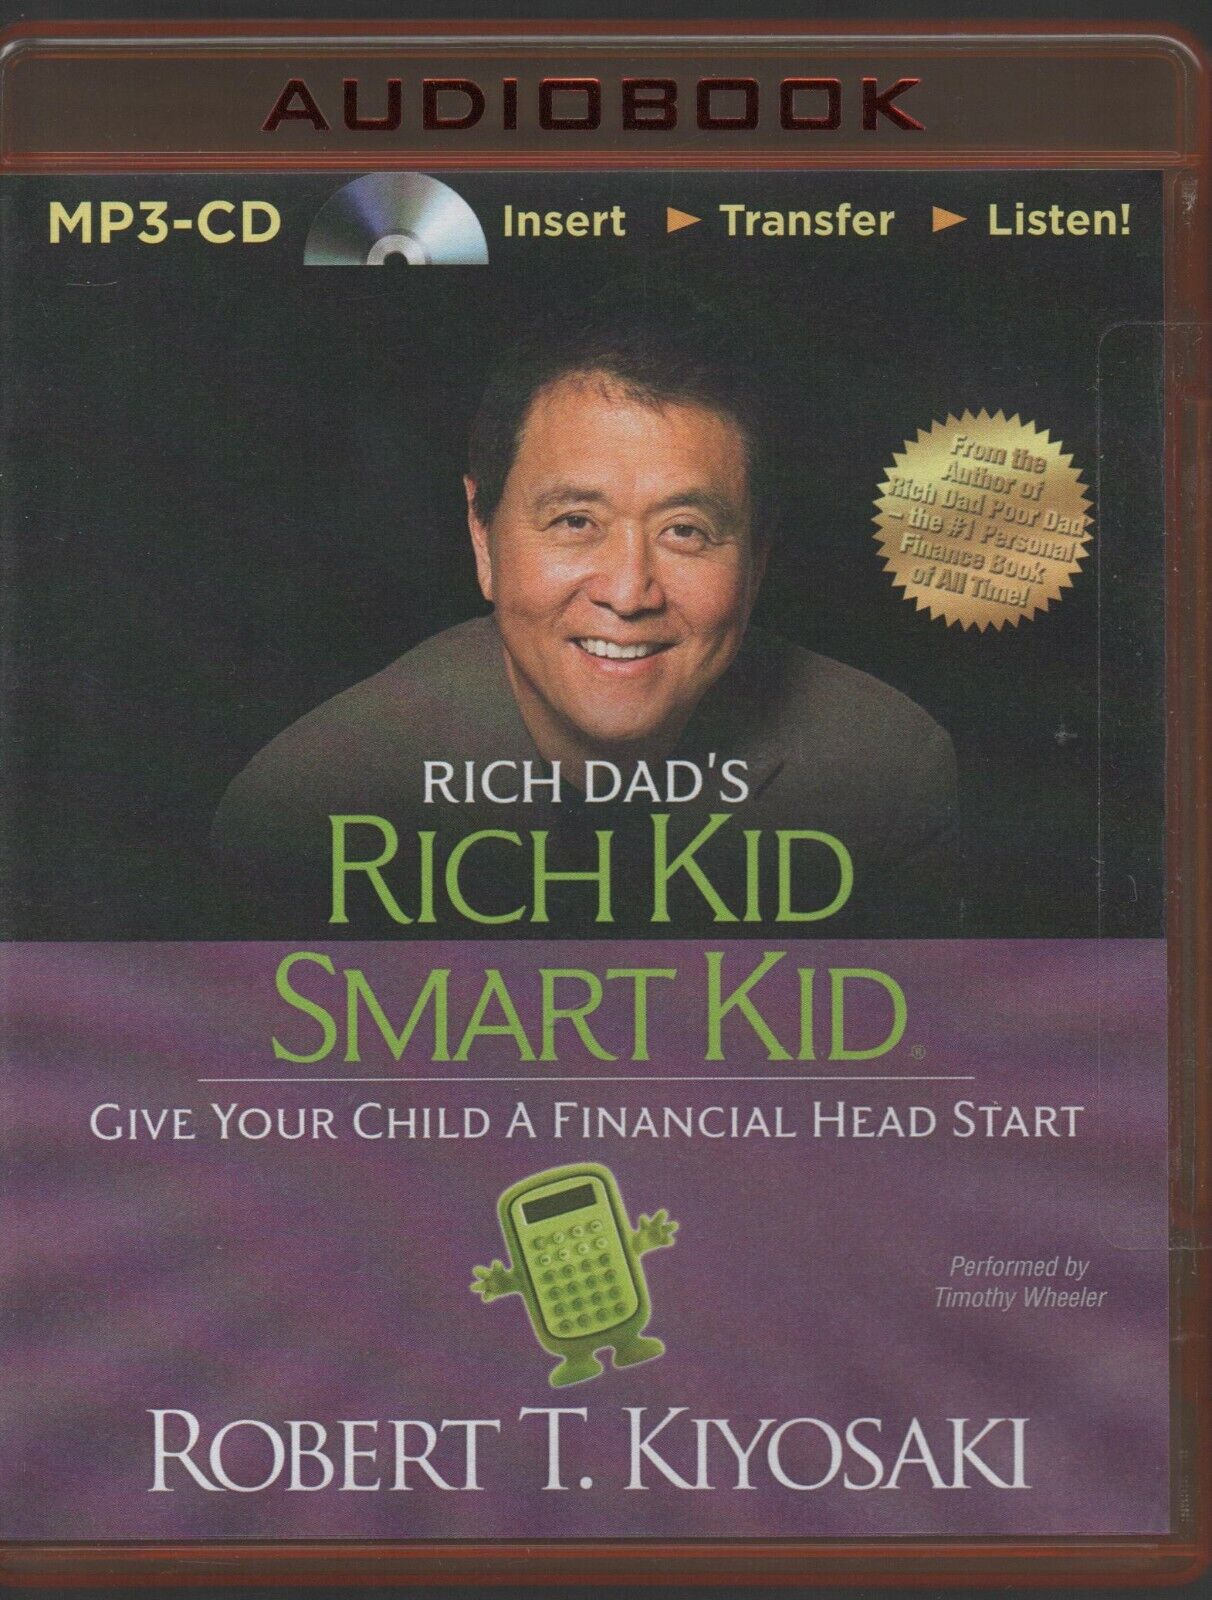 AUDIOBOOK
MP3-CD Insert Transfer Listen!
From the
Author of
Rich Dad Poor Dad
– the #1 Personal
Finance Book
of All Time!
RICH DAD'S
RICH KID
SMART KID®
GIVE YOUR CHILD A FINANCIAL HEAD START
Performed by
Timothy Wheeler
ROBERT T. KIYOSAKI